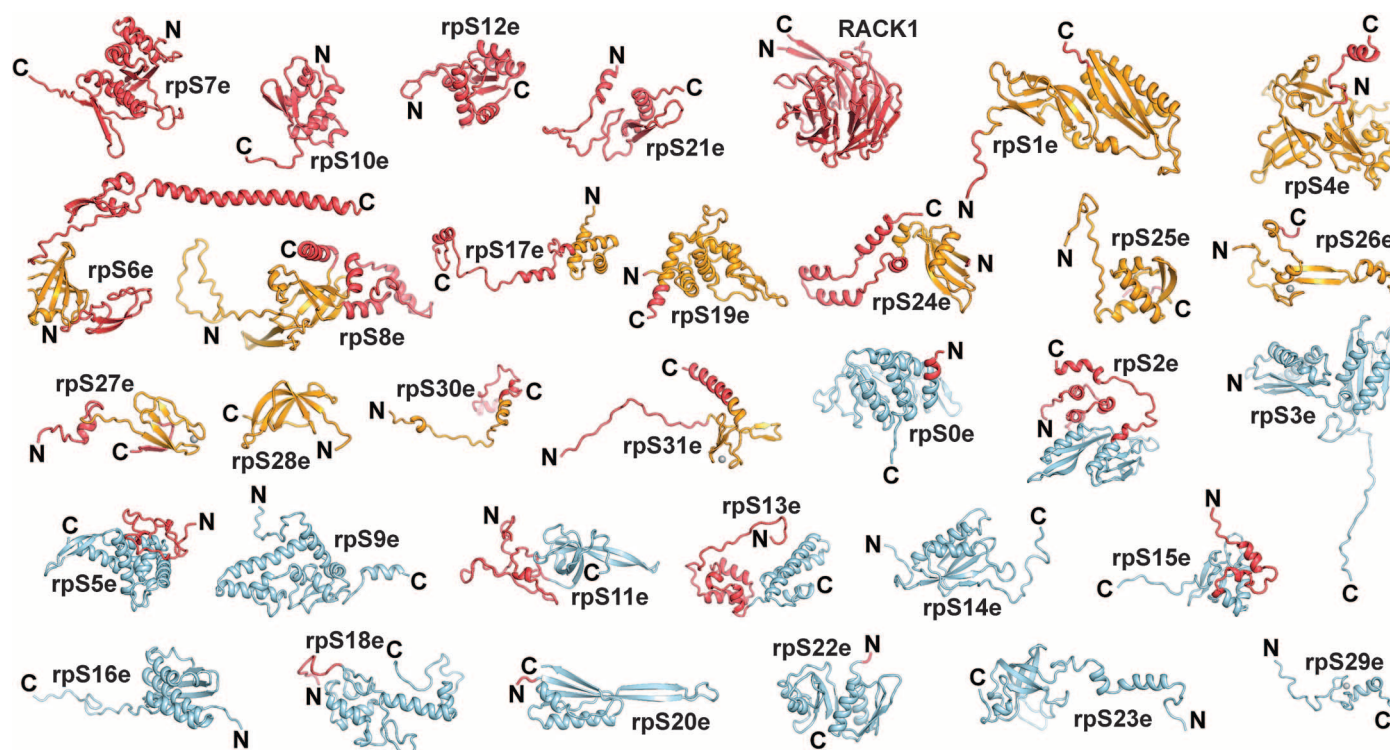 C
N
rpS7e
N
C
rpS10e
rpS12e
N
C
N
C
rpS21e
C
N
RACK1
C
rpS1e
N
C
N
rpS4e
C
N
rpS6e
C
N
rpS8e
rpS17e
N
C
N
C
rpS19e
C
N
rpS24e
N
rpS25e
C
C
N
rpS26e
rpS27e
N
C
C
N
rpS28e
rpS30e
N
C
C
N
rpS31e
N
rpS0e
C
C
rpS2e
N
N
rpS3e
C
C
N
rpS5e
N
rpS9e
C
N
C
rpS11e
rpS13e
N
C
N
C
rpS14e
N
rpS15e
C
C
rpS16e
N
rpS18e
C
N
C
N
rpS20e
rpS22e
N
C
C
rpS23e
N
N
rpS29e
C